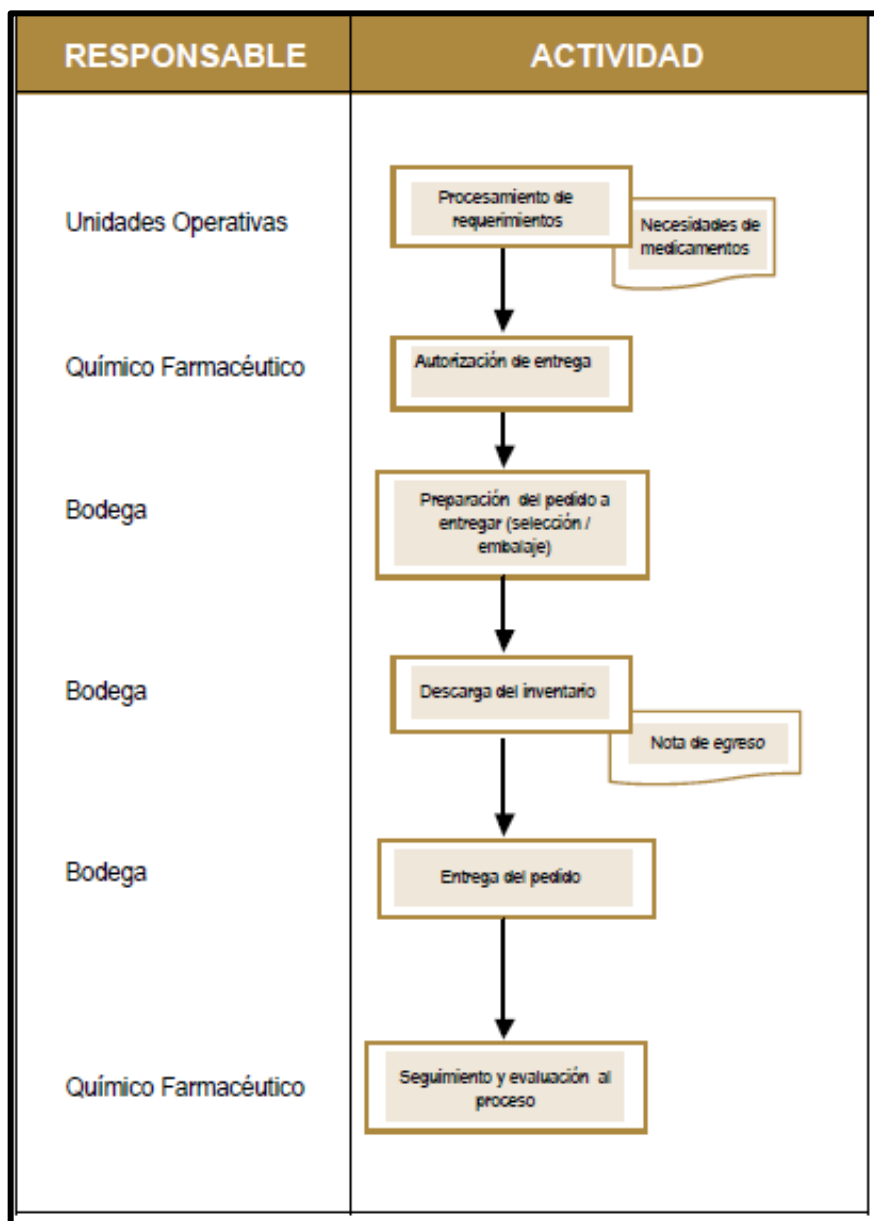 RESPONSABLE
ACTIVIDAD
Unidades Operativas
Procesamiento de
requerimientos
Necesidades de
medicamentos
Químico Farmacéutico
Autorización de entrega
Bodega
Preparación del pedido a
entregar (selección /
embalaje)
Bodega
Descarga del inventario
Nota de egreso
Bodega
Entrega del pedido
Químico Farmacéutico
Seguimiento y evaluación al
proceso